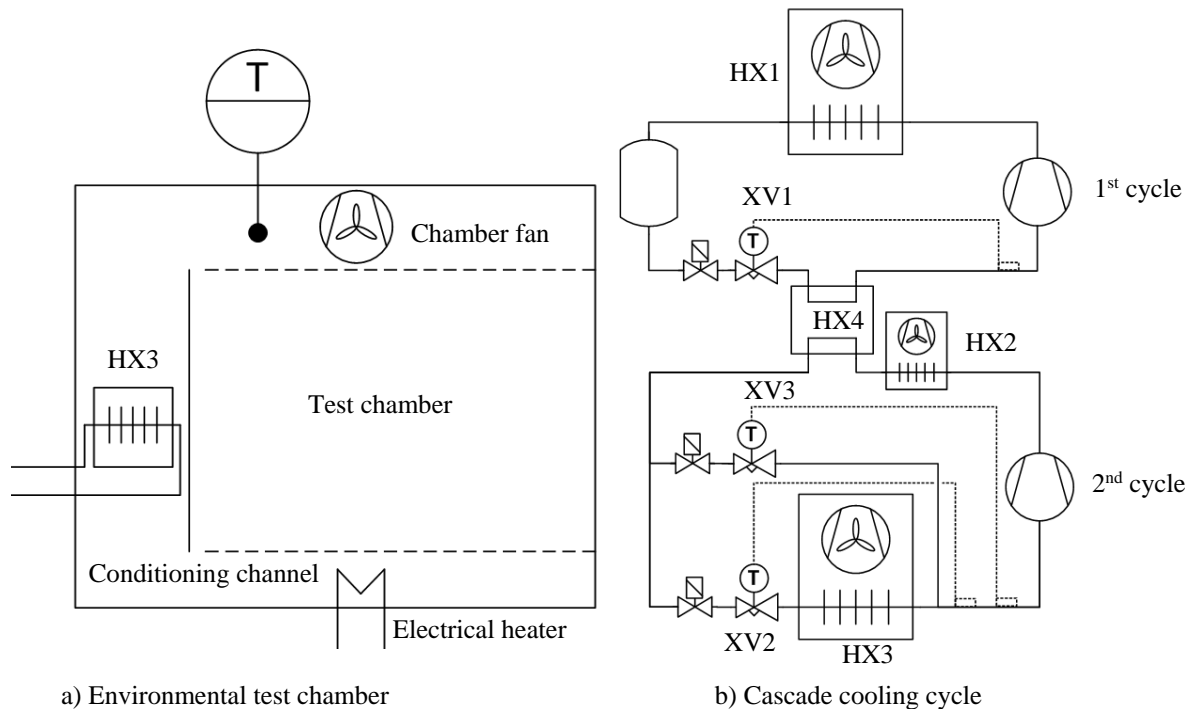 T
Chamber fan
HX3
Test chamber
Conditioning channel
Electrical heater
a) Environmental test chamber
HX1
XV1
1st cycle
T
HX4
HX2
XV3
T
2nd cycle
T
XV2
HX3
b) Cascade cooling cycle